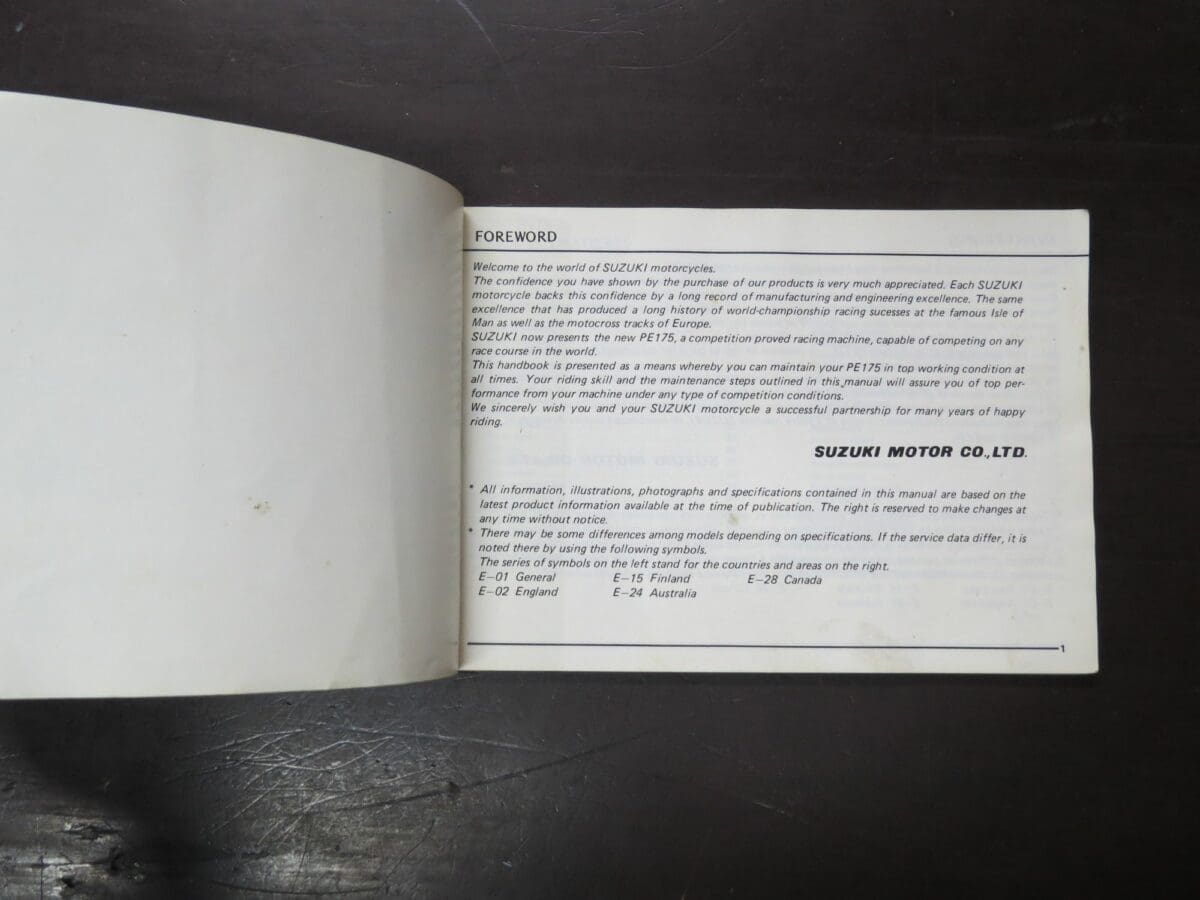 FOREWORD
Welcome to the world of SUZUKI motorcycles.
The confidence you have shown by the purchase of our products is very much appreciated. Each SUZUKI
motorcycle backs this confidence by a long record of manufacturing and engineering excellence. The same
excellence that has produced a long history of world-championship racing sucesses at the famous Isle of
Man as well as the motocross tracks of Europe.
SUZUKI now presents the new PE175, a competition proved racing machine, capable of competing on any
race course in the world.
This handbook is presented as a means whereby you can maintain your PE175 in top working condition at
all times. Your riding skill and the maintenance steps outlined in this manual will assure you of top per-
formance from your machine under any type of competition conditions.
We sincerely wish you and your SUZUKI motorcycle a successful partnership for many years of happy
riding.
SUZUKI MOTOR CO.,LTD.
* All information, illustrations, photographs and specifications contained in this manual are based on the
latest product information available at the time of publication. The right is reserved to make changes at
any time without notice.
* There may be some differences among models depending on specifications. If the service data differ, it is
noted there by using the following symbols.
The series of symbols on the left stand for the countries and areas on the right.
E–01 General E–15 Finland E–28 Canada
E–02 England E–24 Australia
1